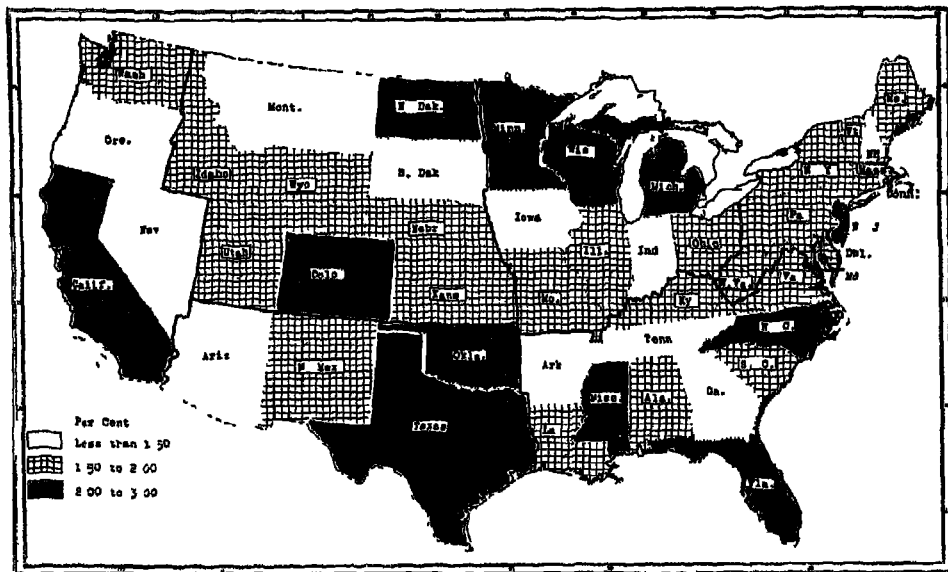 Wash
Mont.
N Dak.
Minn.
Me.
Ore.
Wis
Vt
NH
Idaho
Wyo
S. Dak
Mich.
N Y
Mass.
Conn.
Iowa
Nev
Nebr
Pa.
N J
Utah
Ill.
Ind
Ohio
Del.
Colo
Md
Calif.
Kans
Mo.
W.Va.
Va
Ky
N. C.
Tenn
Ariz
N Mex
Okla.
Ark
S. C.
Miss.
Ala.
Ga.
Texas
La
Fla.
Per Cent
Less than 1 50
1 50 to 2 00
2 00 to 3 00